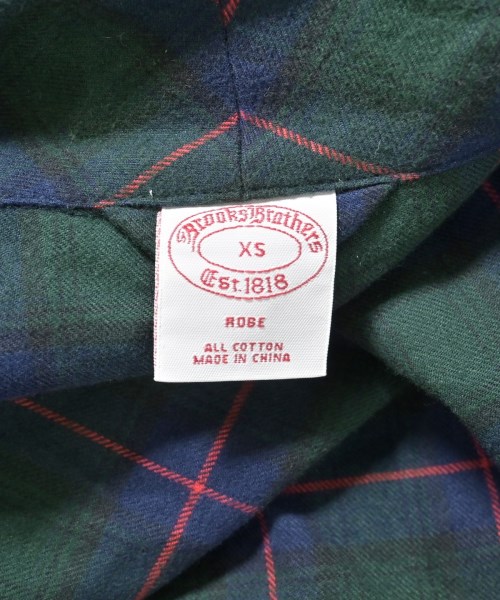 Brooks Brothers
XS
Est. 1818
ROBE
ALL COTTON
MADE IN CHINA